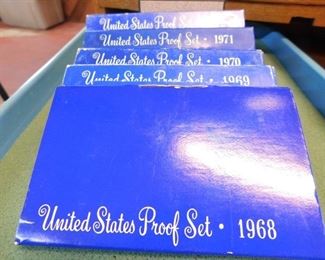 United States Proof Set
United States Proof Set • 1971
United States Proof Set • 1970
United States Proof Set • 1969
United States Proof Set • 1968